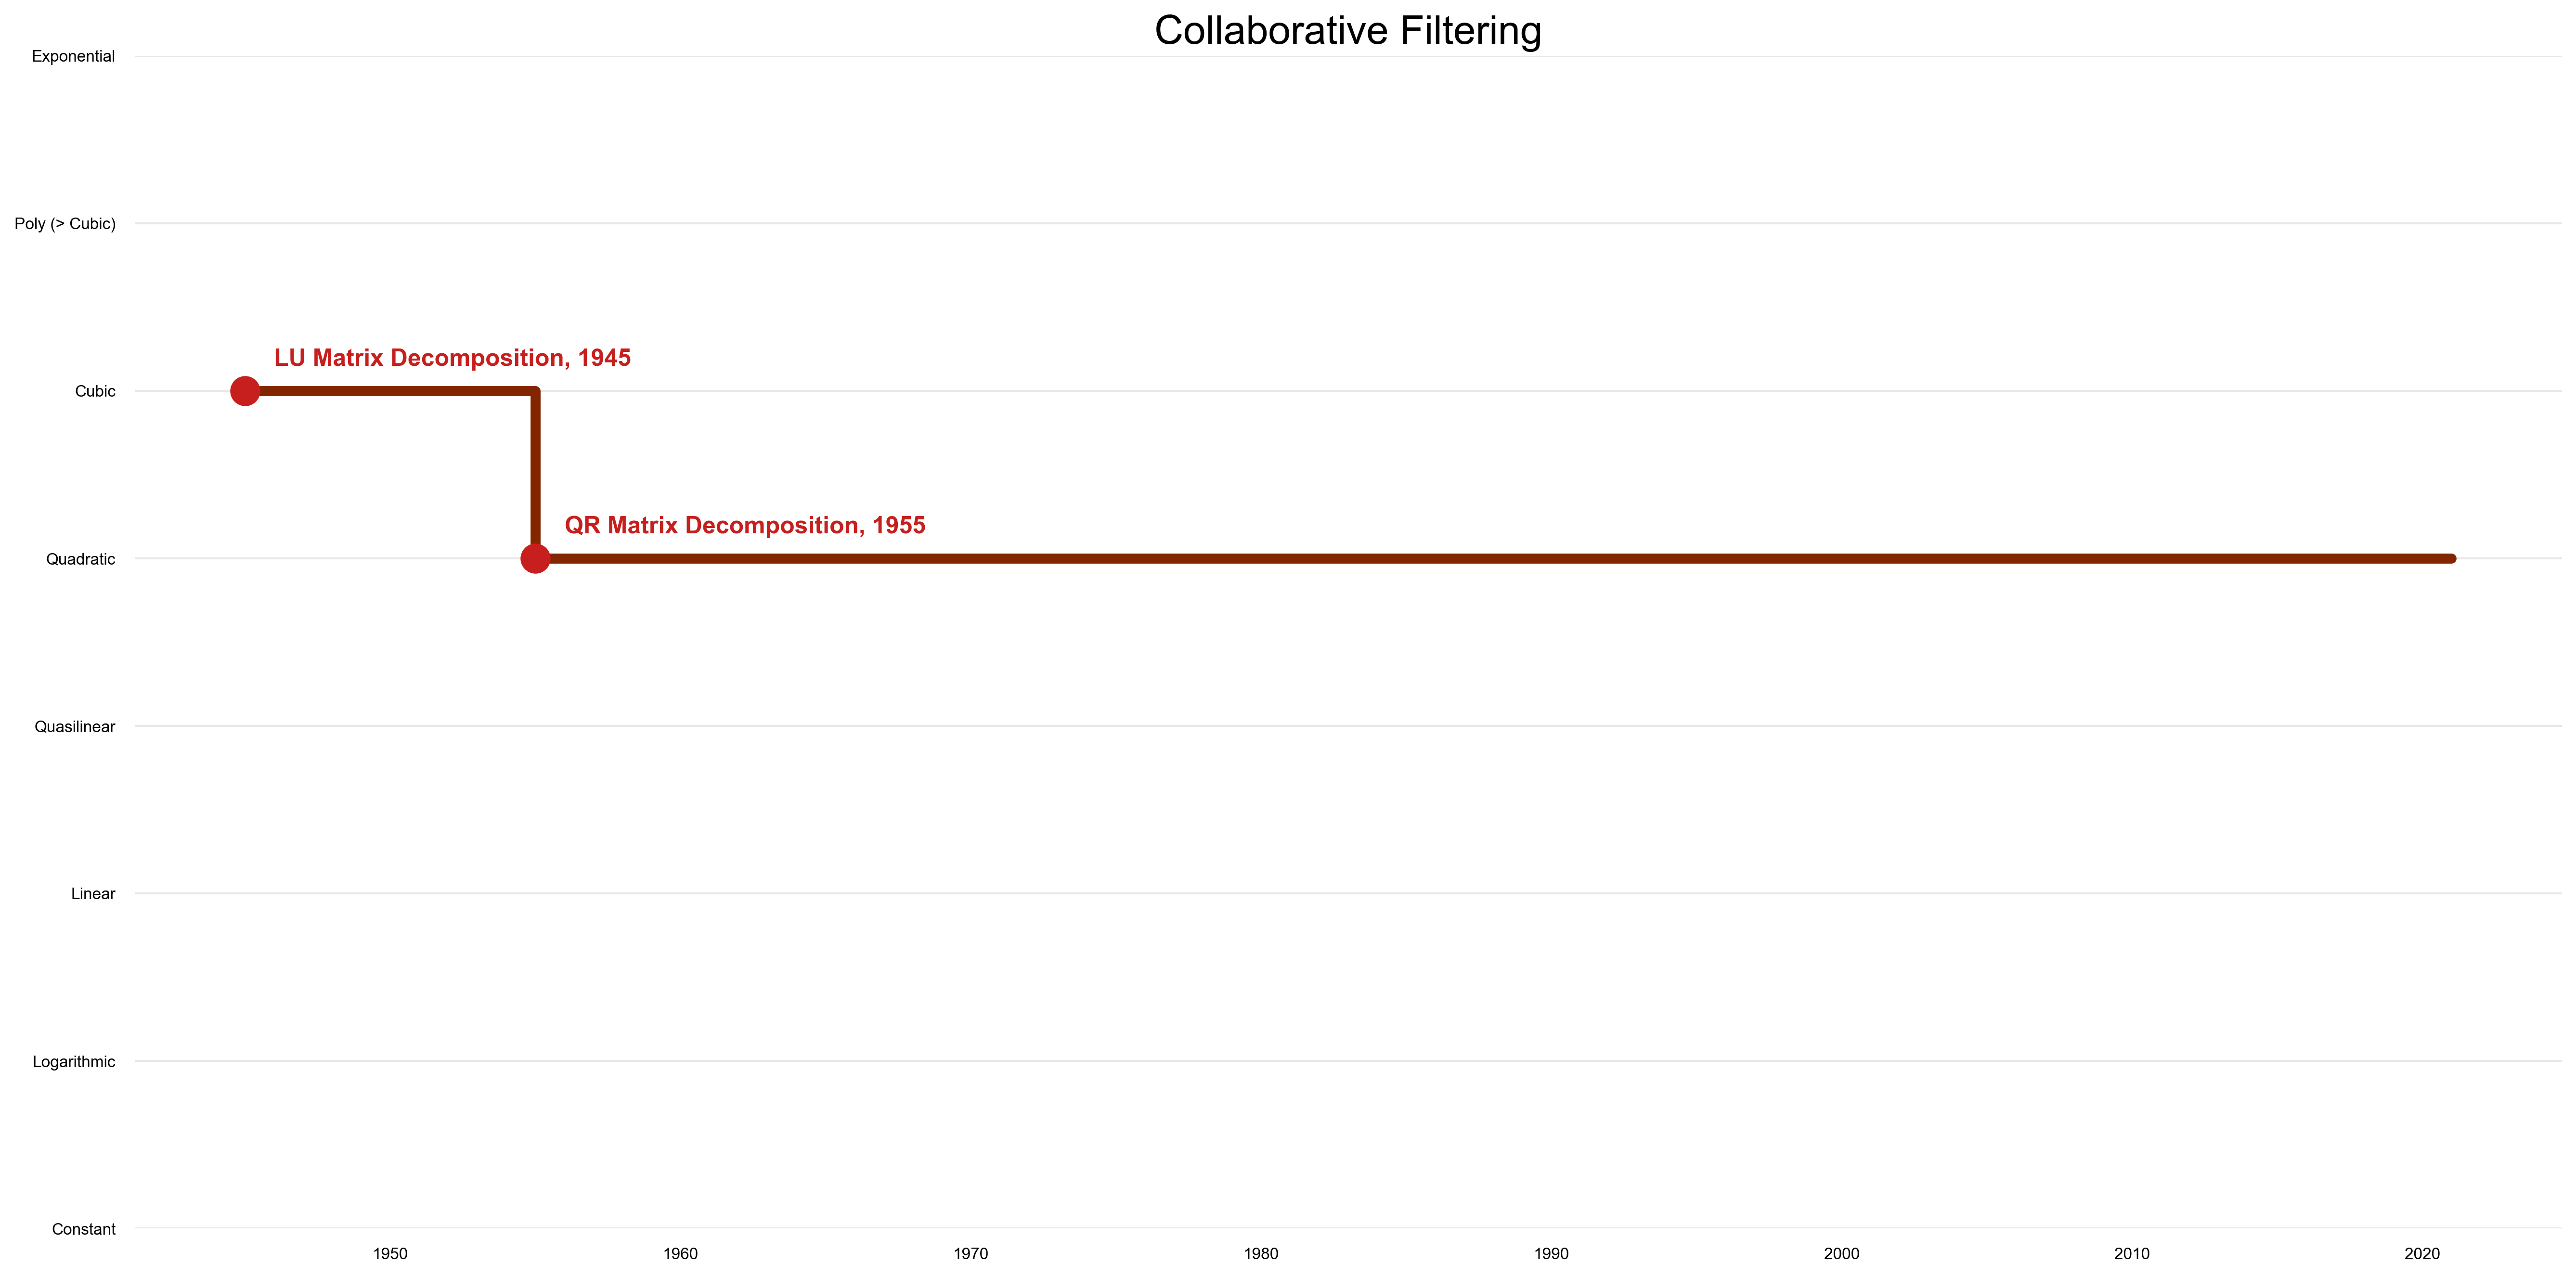 Collaborative Filtering
Exponential
Poly (> Cubic)
LU Matrix Decomposition, 1945
Cubic
QR Matrix Decomposition, 1955
Quadratic
Quasilinear
Linear
Logarithmic
Constant
1950 1960 1970 1980 1990 2000 2010 2020